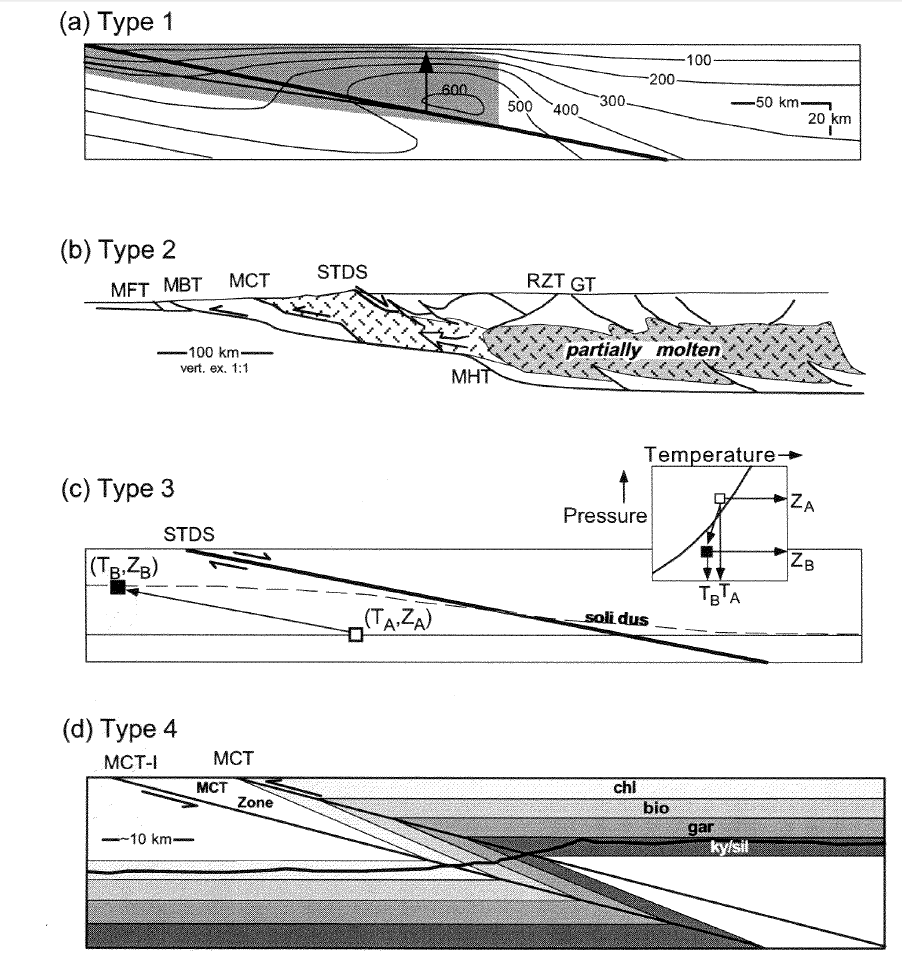 (a) Type 1
100
200
300
400
500
600
50 km
20 km
(b) Type 2
MFT
MBT
MCT
STDS
RZT
GT
100 km
vert. ex. 1:1
MHT
partially molten
(c) Type 3
Temperature
Pressure
ZA
ZB
TB
TA
STDS
(TB,ZB)
(TA,ZA)
soli dus
(d) Type 4
MCT-I
MCT
MCT
Zone
~10 km
chl
bio
gar
ky/sil